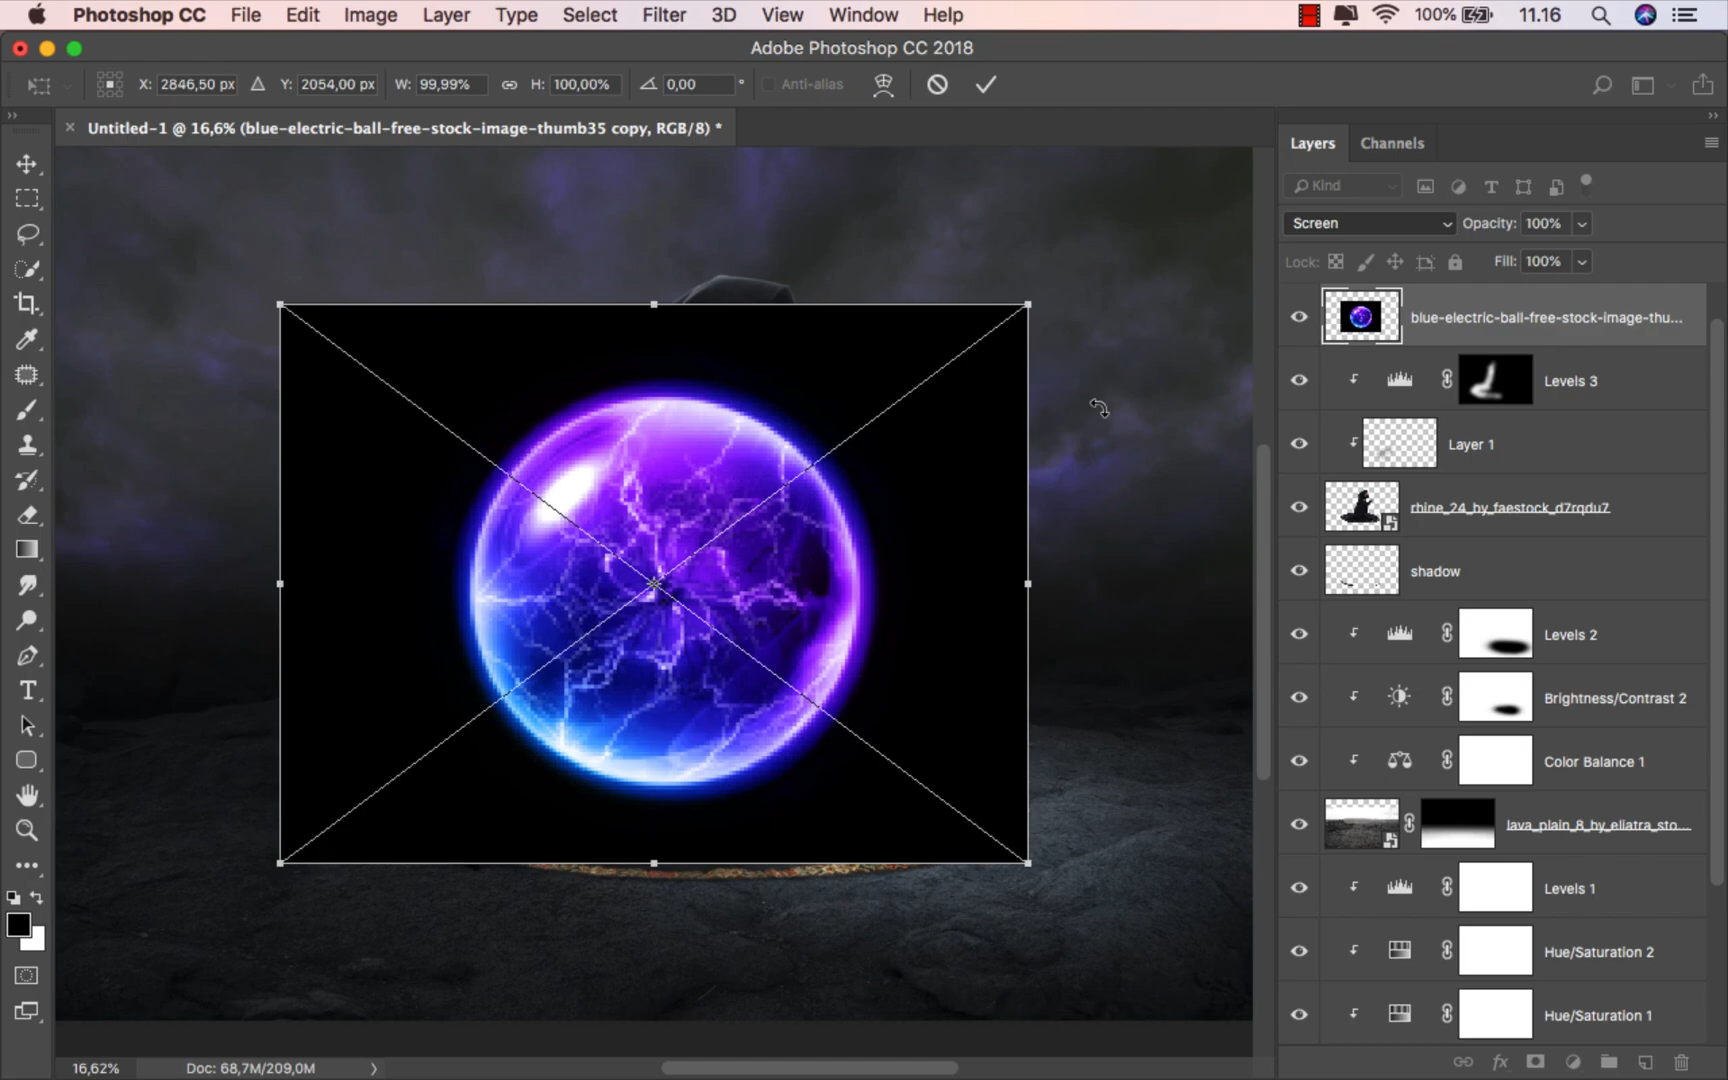 Photoshop CC File Edit Image Layer Type Select Filter 3D View Window Help 100% 11.16
Adobe Photoshop CC 2018
X: 2846,50 px Y: 2054,00 px W: 99,99% H: 100,00% 0,00 ° Anti-alias
Untitled-1 @ 16,6% (blue-electric-ball-free-stock-image-thumb35 copy, RGB/8) *
Layers Channels
Kind
Screen Opacity: 100%
Lock: Fill: 100%
blue-electric-ball-free-stock-image-thu...
Levels 3
Layer 1
rhine_24_by_faestock_d7rqdu7
shadow
Levels 2
Brightness/Contrast 2
Color Balance 1
lava_plain_8_by_eliatra_sto...
Levels 1
Hue/Saturation 2
Hue/Saturation 1
16,62% Doc: 68,7M/209,0M